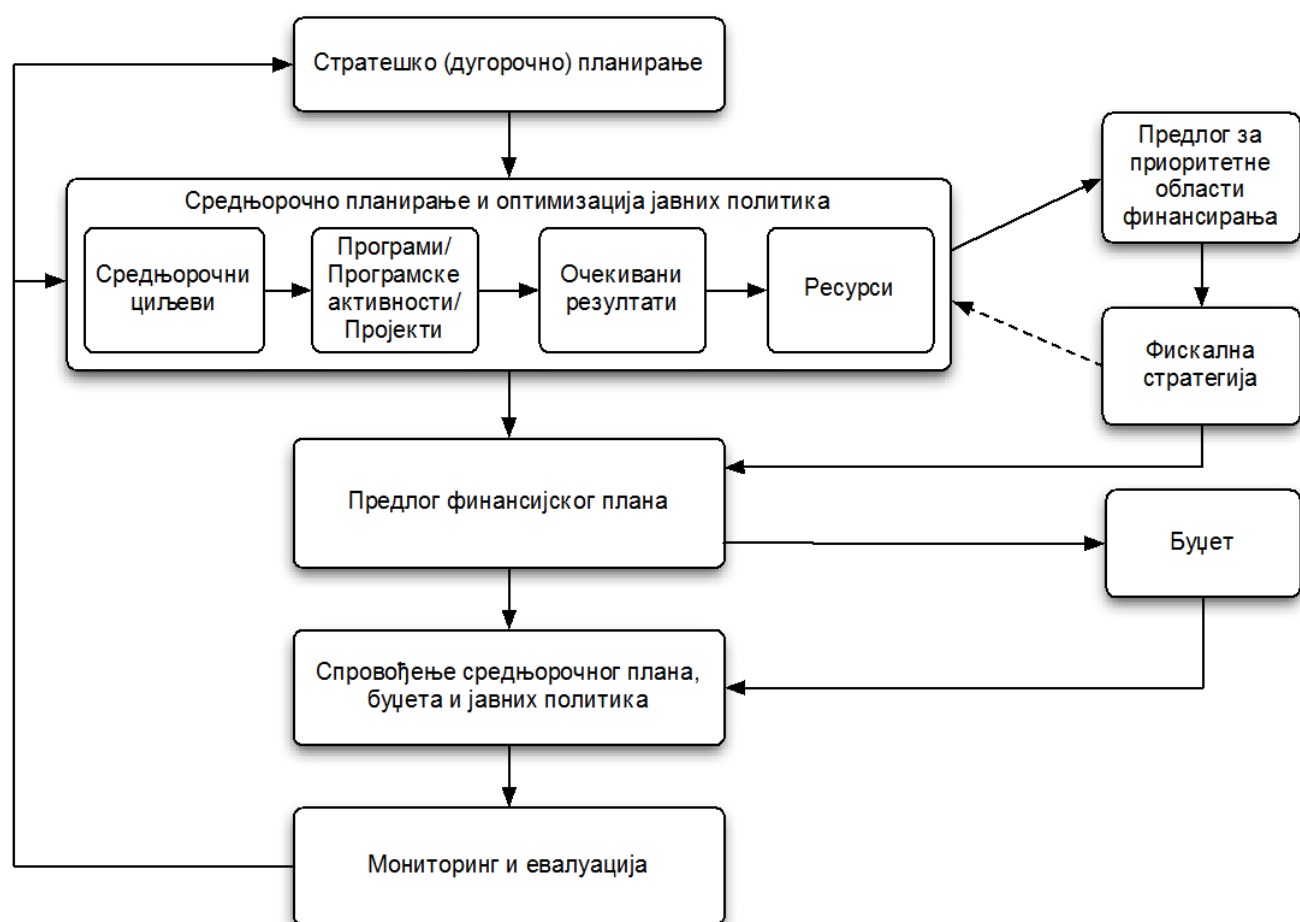 Стратешко (дугорочно) планирање
Предлог за
приоритетне
области
финансирања
Средњорочно планирање и оптимизација јавних политика
Средњорочни
циљеви
Програми/
Програмске
активности/
Пројекти
Очекивани
резултати
Ресурси
Фискална
стратегија
Предлог финансијског плана
Буџет
Спровођење средњорочног плана,
буџета и јавних политика
Мониторинг и евалуација